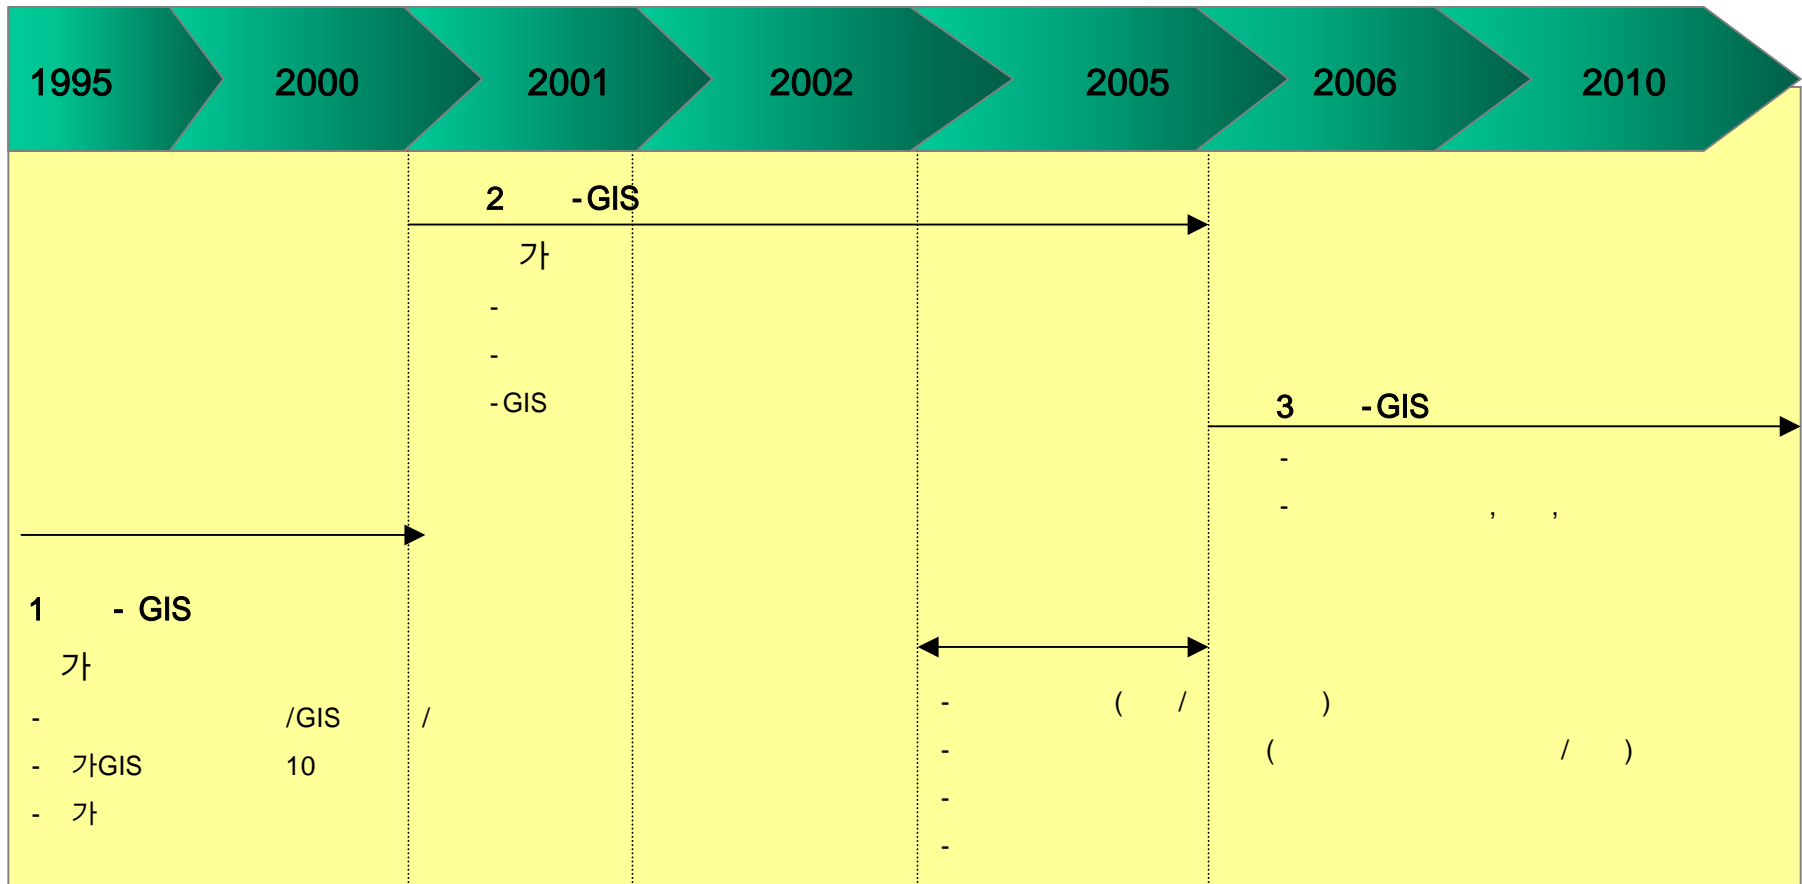 1995 2000 2001 2002 2005 2006 2010
2 -GIS
가
-
-
-GIS
3 -GIS
-
- , ,
1 - GIS
가
- /GIS /
- 가GIS 10
- 가
- ( / )
- ( / )
-
-